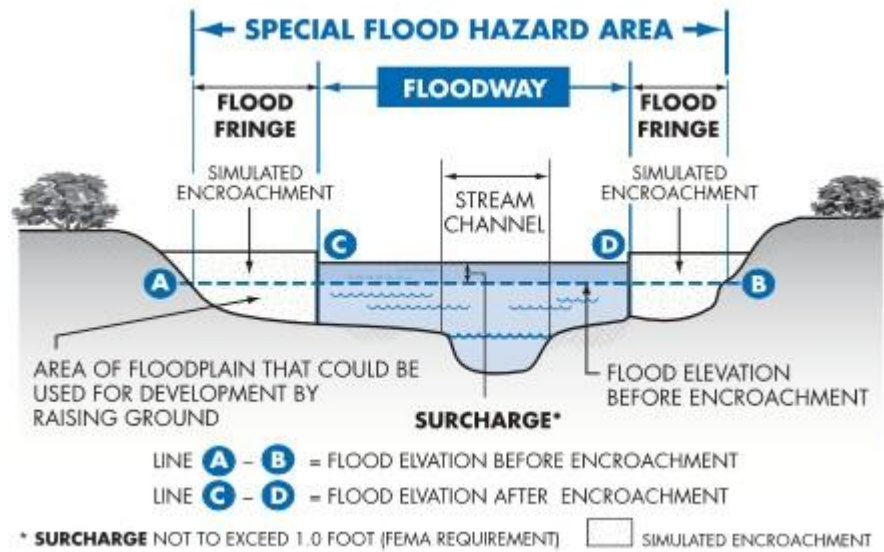 SPECIAL FLOOD HAZARD AREA
FLOODWAY
FLOOD
FRINGE
FLOOD
FRINGE
SIMULATED
ENCROACHMENT
STREAM
CHANNEL
SIMULATED
ENCROACHMENT
C
D
A
B
AREA OF FLOODPLAIN THAT COULD BE
USED FOR DEVELOPMENT BY
RAISING GROUND
FLOOD ELEVATION
BEFORE ENCROACHMENT
SURCHARGE*
LINE A – B = FLOOD ELVATION BEFORE ENCROACHMENT
LINE C – D = FLOOD ELVATION AFTER ENCROACHMENT
* SURCHARGE NOT TO EXCEED 1.0 FOOT (FEMA REQUIREMENT)
SIMULATED ENCROACHMENT